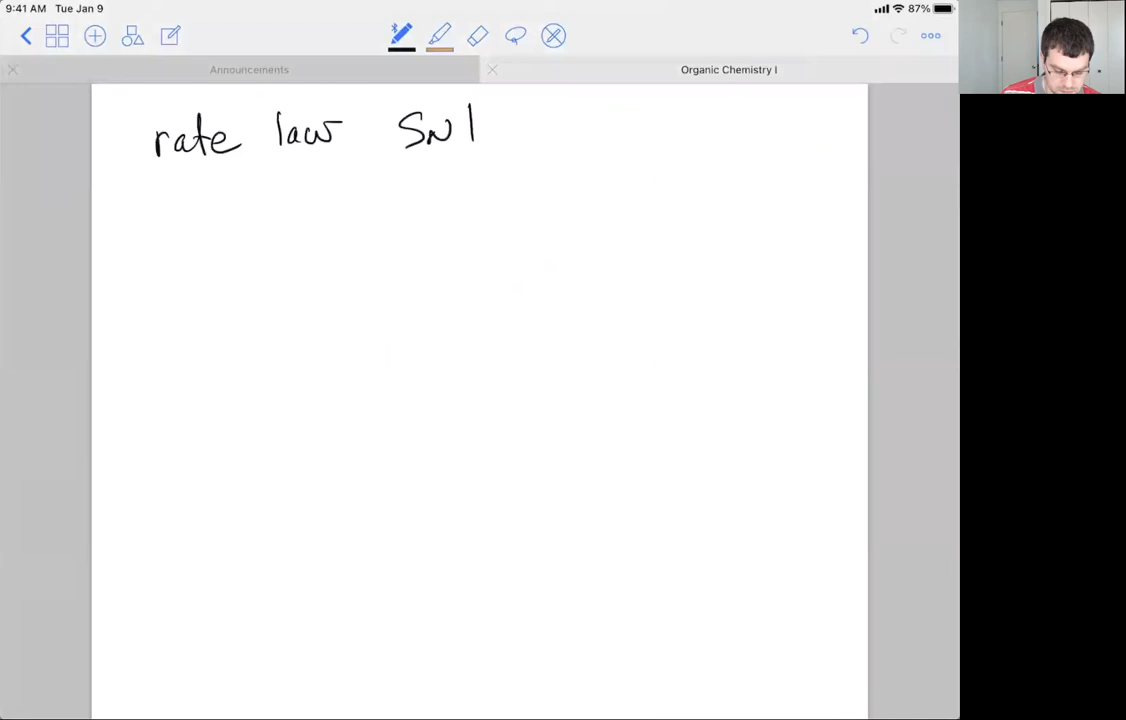 9:41 AM Tue Jan 9 87%
Announcements
Organic Chemistry I
rate law SN1